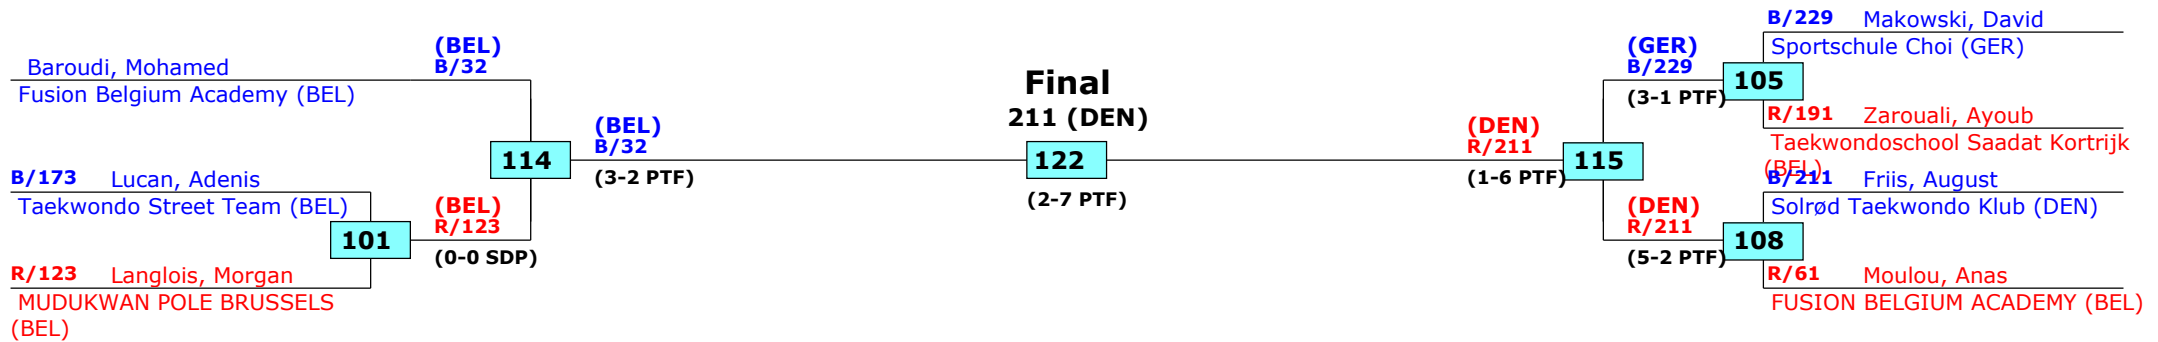 Baroudi, Mohamed
Fusion Belgium Academy (BEL)
(BEL)
B/32
B/173 Lucan, Adenis
Taekwondo Street Team (BEL)
101
R/123 Langlois, Morgan
MUDUKWAN POLE BRUSSELS
(BEL)
(BEL)
R/123
(0-0 SDP)
114
(BEL)
B/32
(3-2 PTF)
Final
211 (DEN)
122
(2-7 PTF)
(DEN)
R/211
(1-6 PTF)
115
(GER)
B/229
(3-1 PTF)
105
B/229 Makowski, David
Sportschule Choi (GER)
R/191 Zarouali, Ayoub
Taekwondoschool Saadat Kortrijk
(BEL)
(DEN)
R/211
(5-2 PTF)
108
B/211 Friis, August
Solrød Taekwondo Klub (DEN)
R/61 Moulou, Anas
FUSION BELGIUM ACADEMY (BEL)